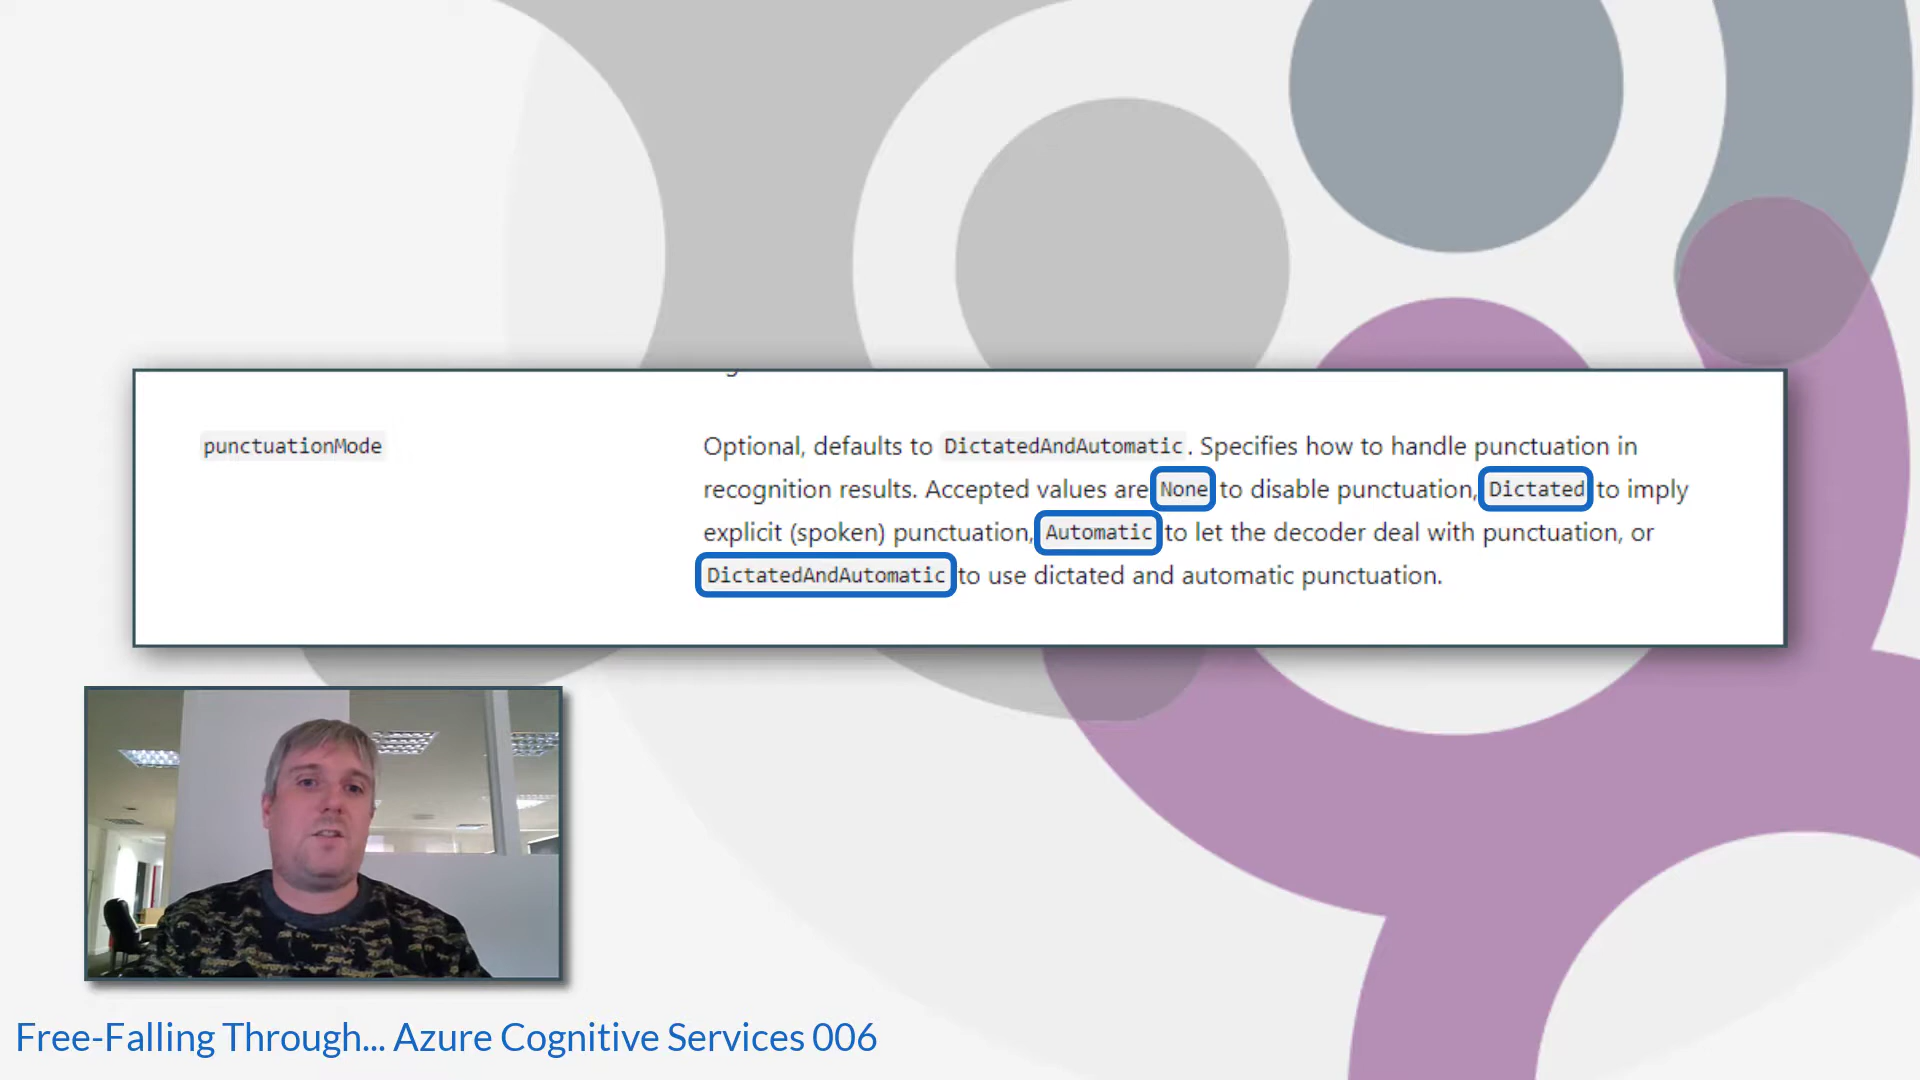 punctuationMode
Optional, defaults to DictatedAndAutomatic. Specifies how to handle punctuation in
recognition results. Accepted values are None to disable punctuation, Dictated to imply
explicit (spoken) punctuation, Automatic to let the decoder deal with punctuation, or
DictatedAndAutomatic to use dictated and automatic punctuation.
Free-Falling Through... Azure Cognitive Services 006